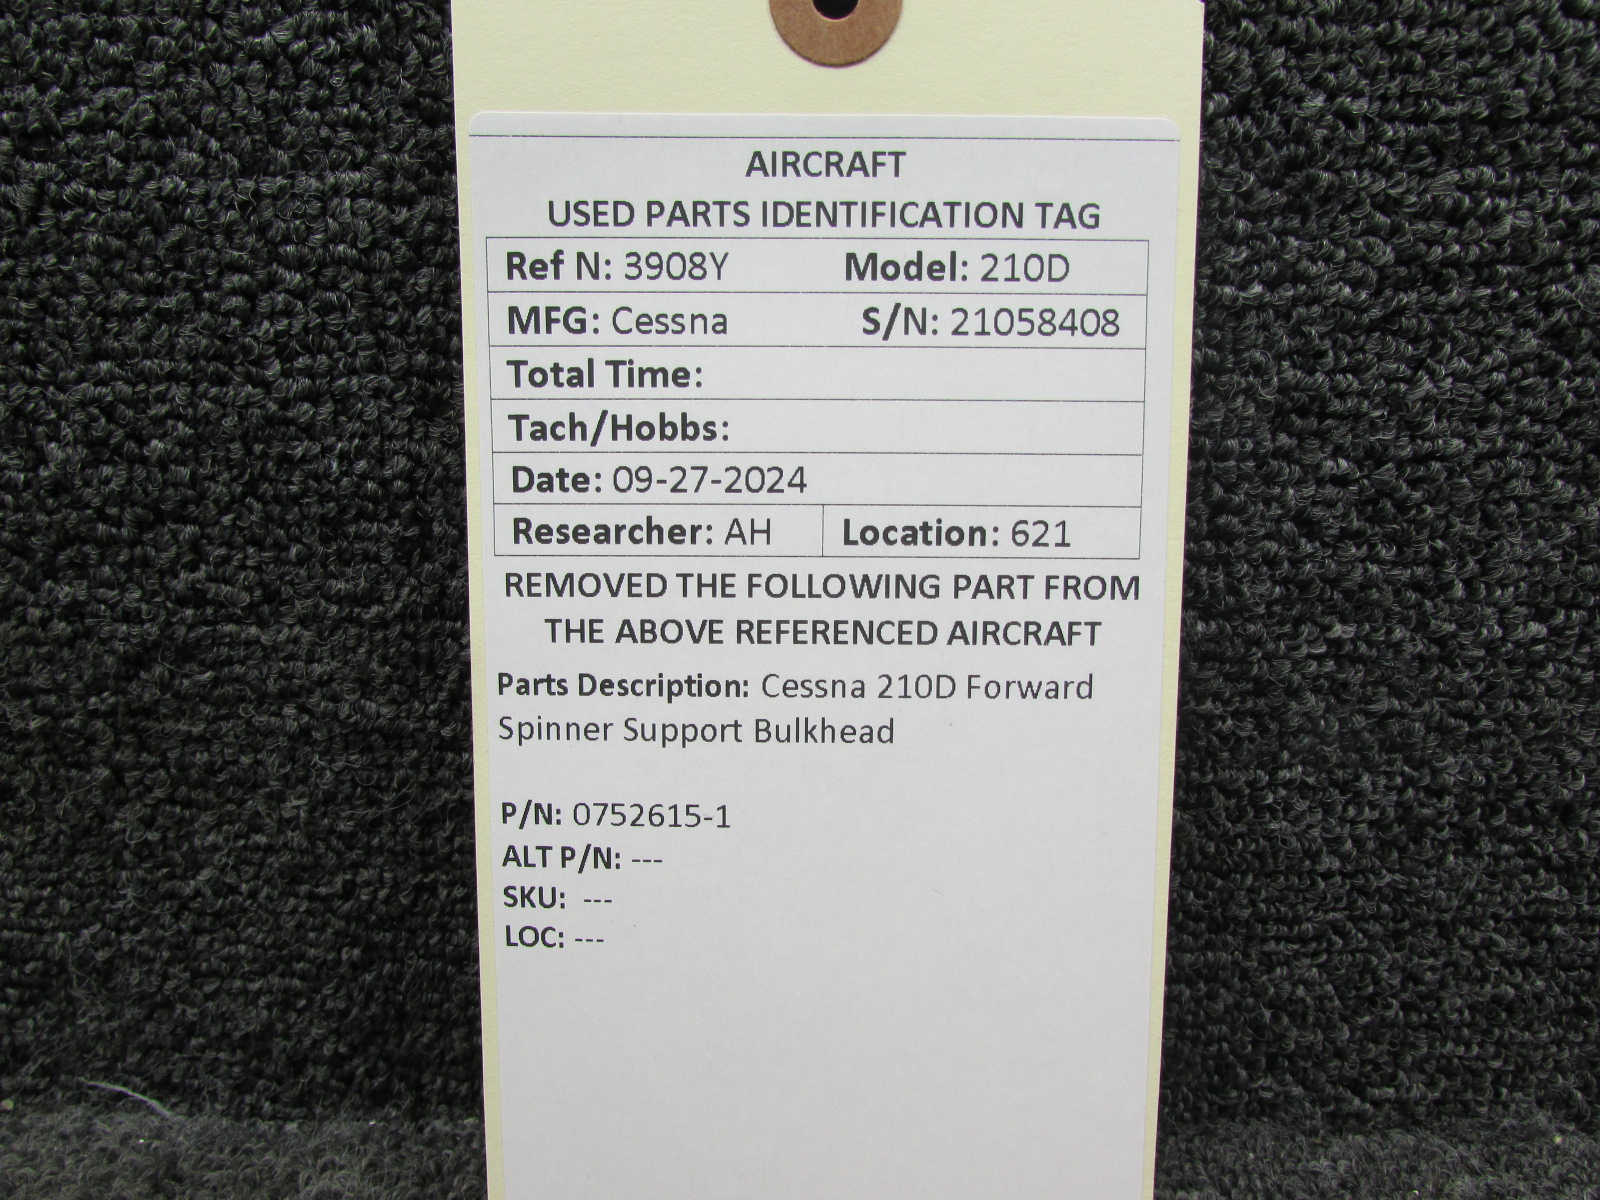 AIRCRAFT
USED PARTS IDENTIFICATION TAG
Ref N: 3908Y Model: 210D
MFG: Cessna S/N: 21058408
Total Time:
Tach/Hobbs:
Date: 09-27-2024
Researcher: AH Location: 621
REMOVED THE FOLLOWING PART FROM
THE ABOVE REFERENCED AIRCRAFT
Parts Description: Cessna 210D Forward
Spinner Support Bulkhead
P/N: 0752615-1
ALT P/N: ---
SKU: ---
LOC: ---